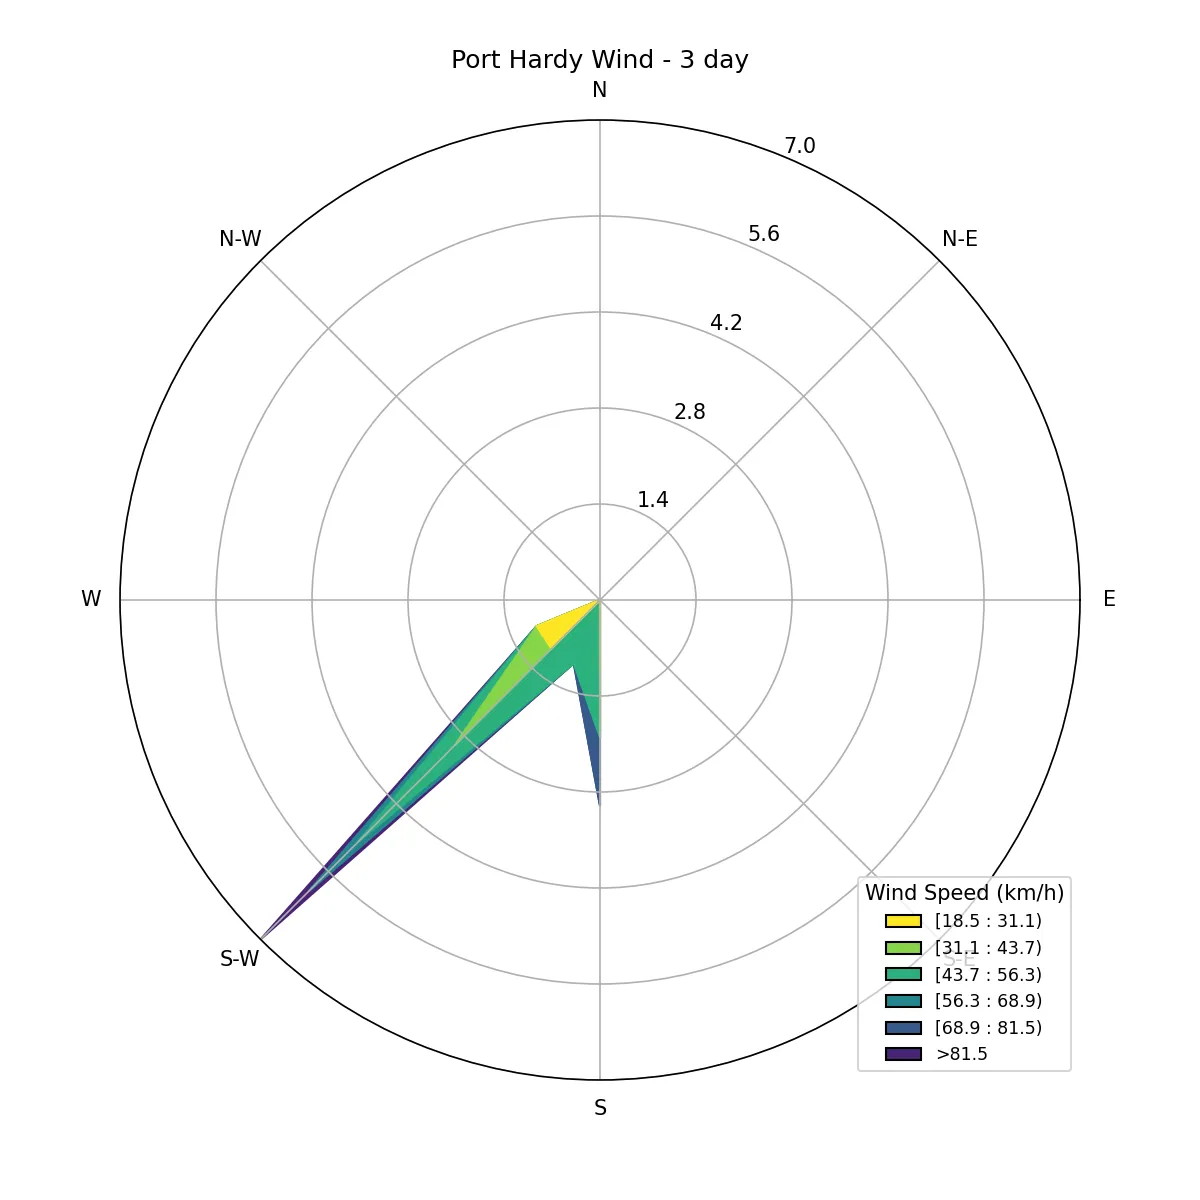 Port Hardy Wind - 3 day
N
7.0
N-W
5.6
N-E
4.2
2.8
1.4
W
E
S-W
S-E
S
Wind Speed (km/h)
[18.5 : 31.1)
[31.1 : 43.7)
[43.7 : 56.3)
[56.3 : 68.9)
[68.9 : 81.5)
>81.5